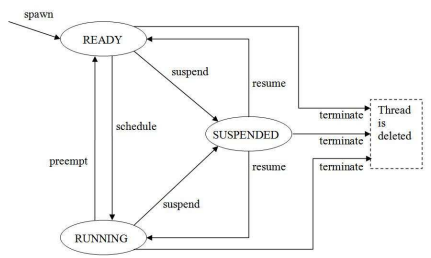 spawn
READY
suspend
resume
schedule
terminate
Thread
is
deleted
SUSPENDED
terminate
preempt
resume
terminate
suspend
RUNNING